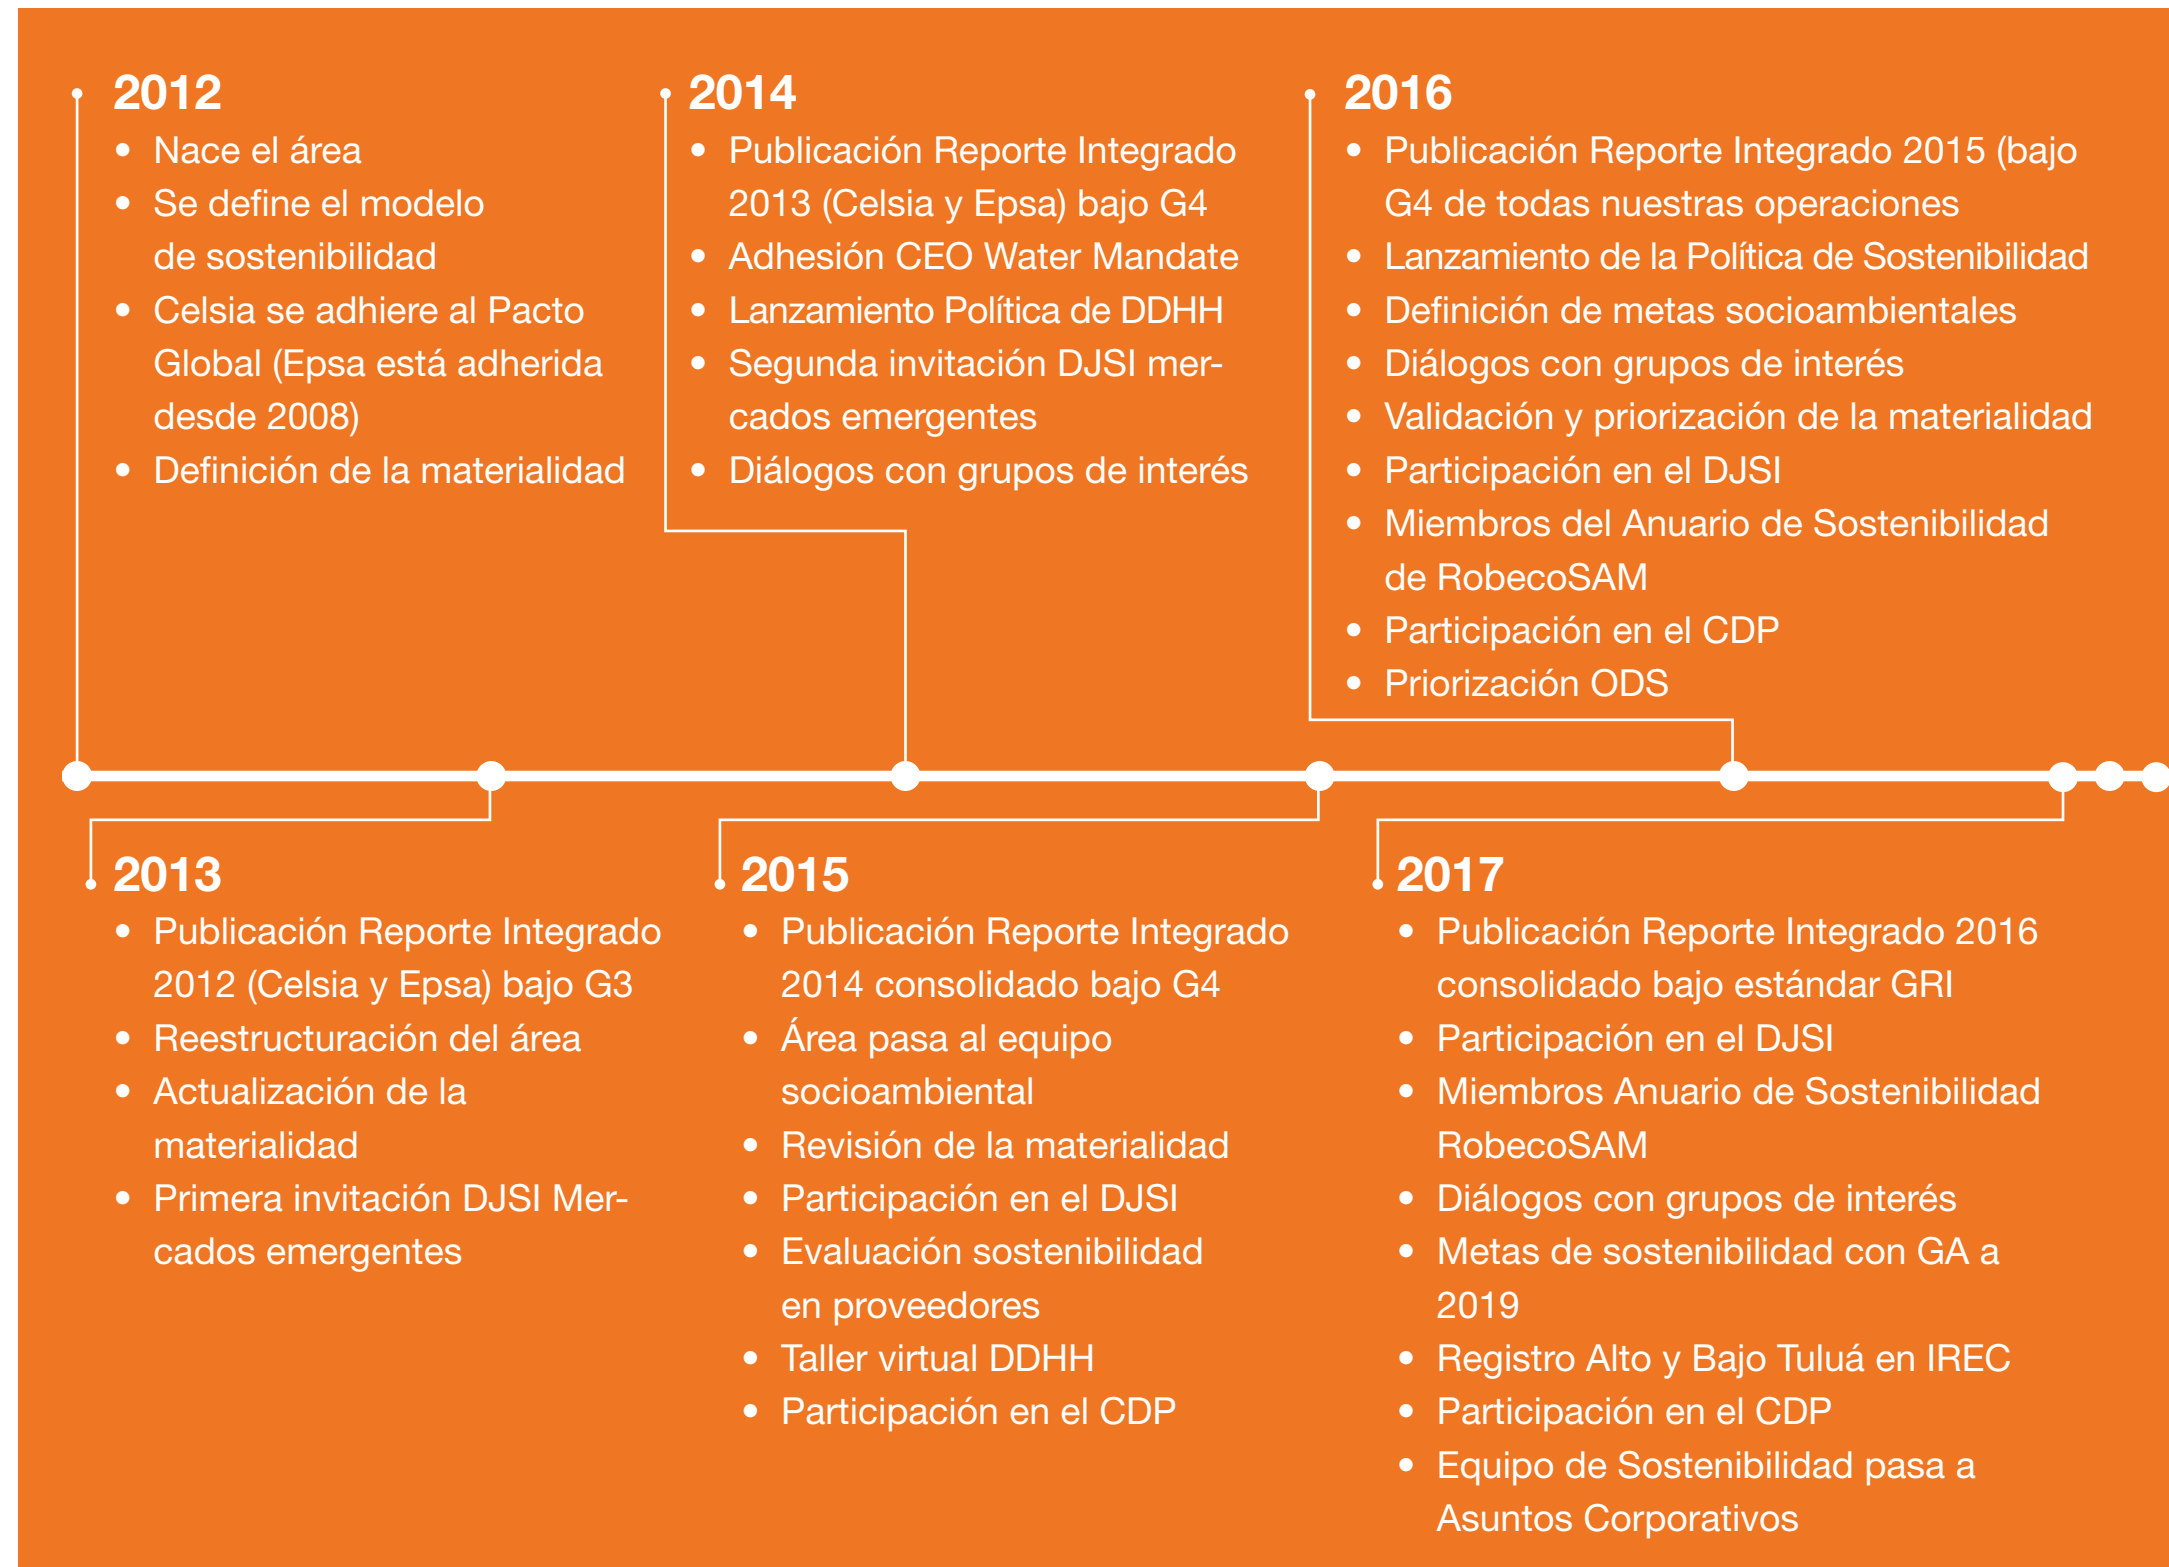 2012
• Nace el área
• Se define el modelo
de sostenibilidad
• Celsia se adhiere al Pacto
Global (Epsa está adherida
desde 2008)
• Definición de la materialidad
2014
• Publicación Reporte Integrado
2013 (Celsia y Epsa) bajo G4
• Adhesión CEO Water Mandate
• Lanzamiento Política de DDHH
• Segunda invitación DJSI mer-
cados emergentes
• Diálogos con grupos de interés
2016
• Publicación Reporte Integrado 2015 (bajo
G4 de todas nuestras operaciones
• Lanzamiento de la Política de Sostenibilidad
• Definición de metas socioambientales
• Diálogos con grupos de interés
• Validación y priorización de la materialidad
• Participación en el DJSI
• Miembros del Anuario de Sostenibilidad
de RobecoSAM
• Participación en el CDP
• Priorización ODS
2013
• Publicación Reporte Integrado
2012 (Celsia y Epsa) bajo G3
• Reestructuración del área
• Actualización de la
materialidad
• Primera invitación DJSI Mer-
cados emergentes
2015
• Publicación Reporte Integrado
2014 consolidado bajo G4
• Área pasa al equipo
socioambiental
• Revisión de la materialidad
• Participación en el DJSI
• Evaluación sostenibilidad
en proveedores
• Taller virtual DDHH
• Participación en el CDP
2017
• Publicación Reporte Integrado 2016
consolidado bajo estándar GRI
• Participación en el DJSI
• Miembros Anuario de Sostenibilidad
RobecoSAM
• Diálogos con grupos de interés
• Metas de sostenibilidad con GA a
2019
• Registro Alto y Bajo Tuluá en IREC
• Participación en el CDP
• Equipo de Sostenibilidad pasa a
Asuntos Corporativos